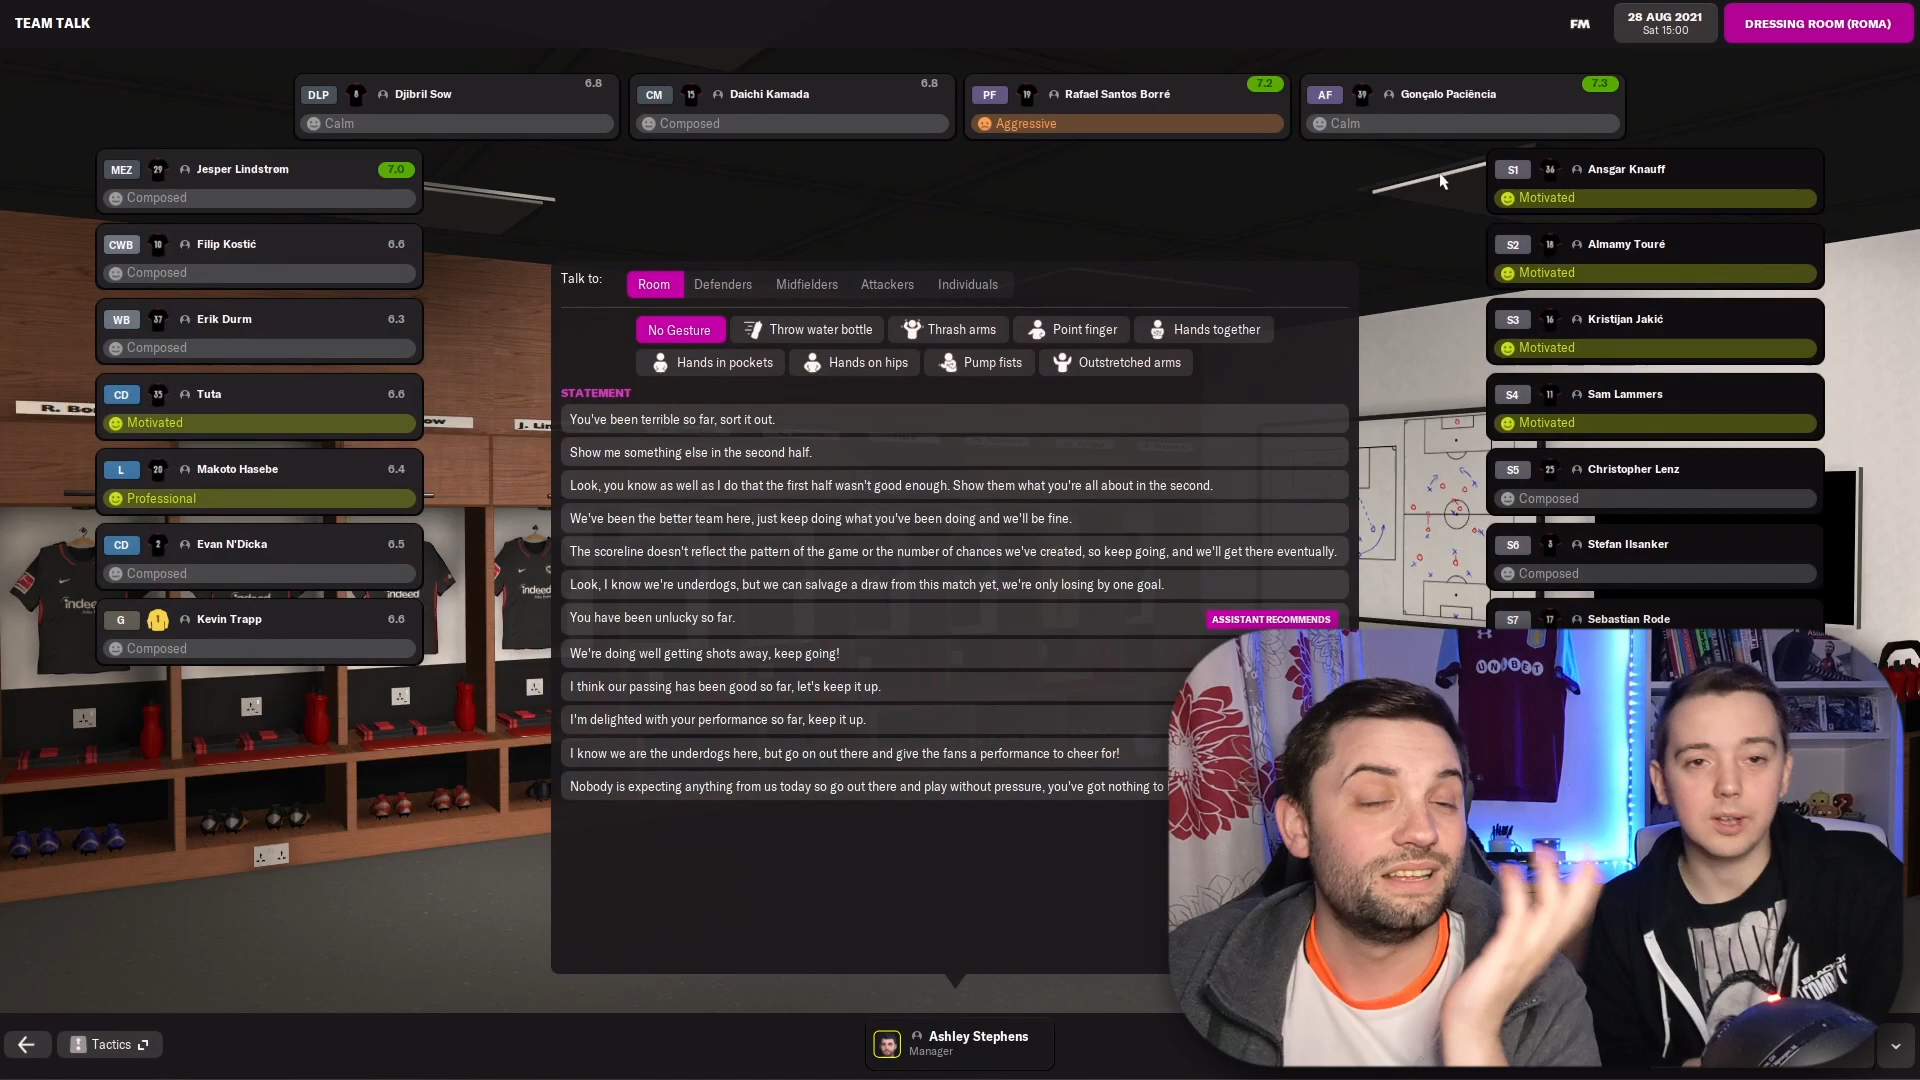 TEAM TALK
FM
28 AUG 2021
Sat 15:00
DRESSING ROOM (ROMA)
DLP 8 Djibril Sow 6.8
Calm
CM 15 Daichi Kamada 6.8
Composed
PF 19 Rafael Santos Borré 7.2
Aggressive
AF 39 Gonçalo Paciência 7.3
Calm
MEZ 29 Jesper Lindstrøm 7.0
Composed
CWB 10 Filip Kostić 6.6
Composed
WB 37 Erik Durm 6.3
Composed
CD 35 Tuta 6.6
Motivated
L 20 Makoto Hasebe 6.4
Professional
CD 2 Evan N'Dicka 6.5
Composed
G 1 Kevin Trapp 6.6
Composed
S1 36 Ansgar Knauff
Motivated
S2 18 Almamy Touré
Motivated
S3 16 Kristijan Jakić
Motivated
S4 11 Sam Lammers
Motivated
S5 25 Christopher Lenz
Composed
S6 3 Stefan Ilsanker
Composed
S7 17 Sebastian Rode
Talk to: Room Defenders Midfielders Attackers Individuals
No Gesture Throw water bottle Thrash arms Point finger Hands together
Hands in pockets Hands on hips Pump fists Outstretched arms
STATEMENT
You've been terrible so far, sort it out.
Show me something else in the second half.
Look, you know as well as I do that the first half wasn't good enough. Show them what you're all about in the second.
We've been the better team here, just keep doing what you've been doing and we'll be fine.
The scoreline doesn't reflect the pattern of the game or the number of chances we've created, so keep going, and we'll get there eventually.
Look, I know we're underdogs, but we can salvage a draw from this match yet, we're only losing by one goal.
You have been unlucky so far. ASSISTANT RECOMMENDS
We're doing well getting shots away, keep going!
I think our passing has been good so far, let's keep it up.
I'm delighted with your performance so far, keep it up.
I know we are the underdogs here, but go on out there and give the fans a performance to cheer for!
Nobody is expecting anything from us today so go out there and play without pressure, you've got nothing to
R. Bo
ow
J. Lin
indeed
indeed
UNIBET
Tactics
Ashley Stephens
Manager